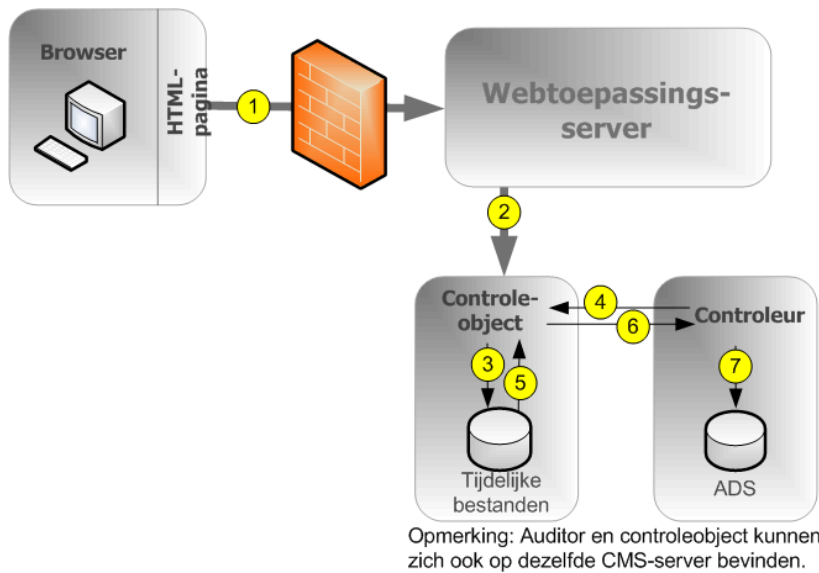 Browser
HTML-
pagina
1
Webtoepassings-
server
2
Controle-
object
4
6
Controleur
3
5
7
Tijdelijke
bestanden
ADS
Opmerking: Auditor en controleobject kunnen
zich ook op dezelfde CMS-server bevinden.